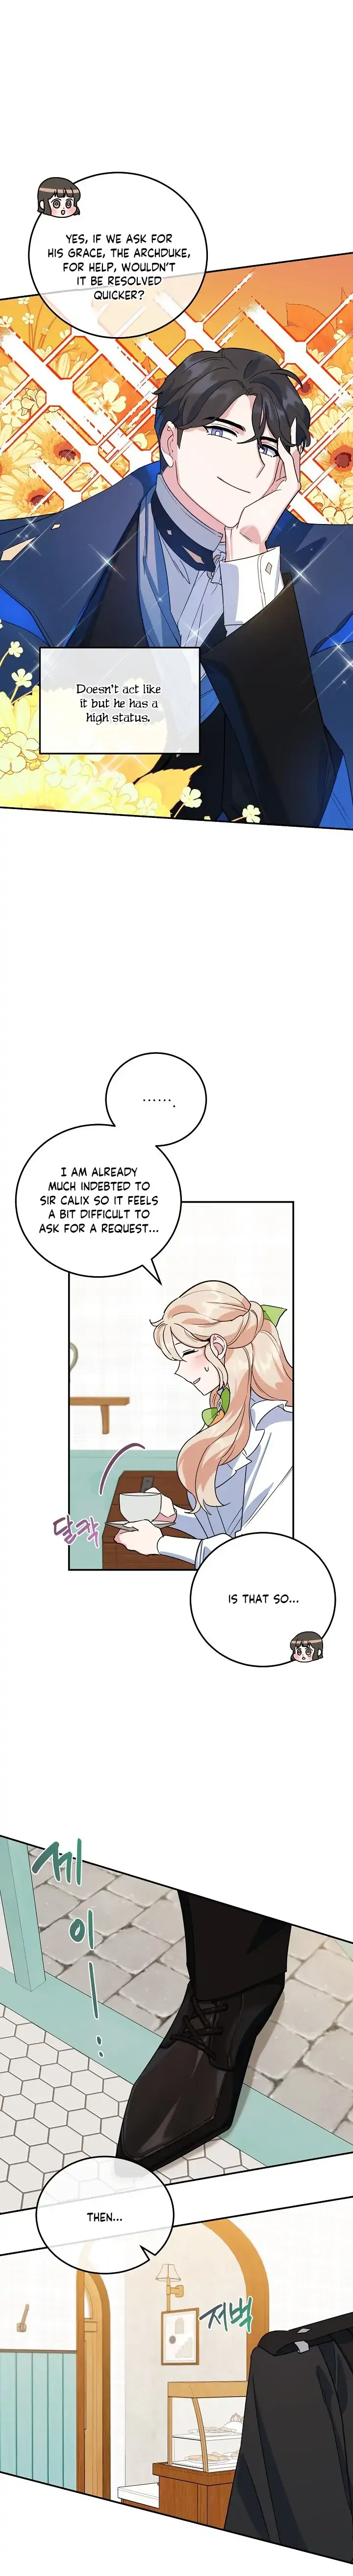 YES, IF WE ASK FOR
HIS GRACE, THE ARCHDUKE,
FOR HELP, WOULDN'T
IT BE RESOLVED
QUICKER?
Doesn't act like
it but he has a
high status.
…….
I AM ALREADY
MUCH INDEBTED TO
SIR CALIX SO IT FEELS
A BIT DIFFICULT TO
ASK FOR A REQUEST...
달칵
IS THAT SO...
THEN...
저벅